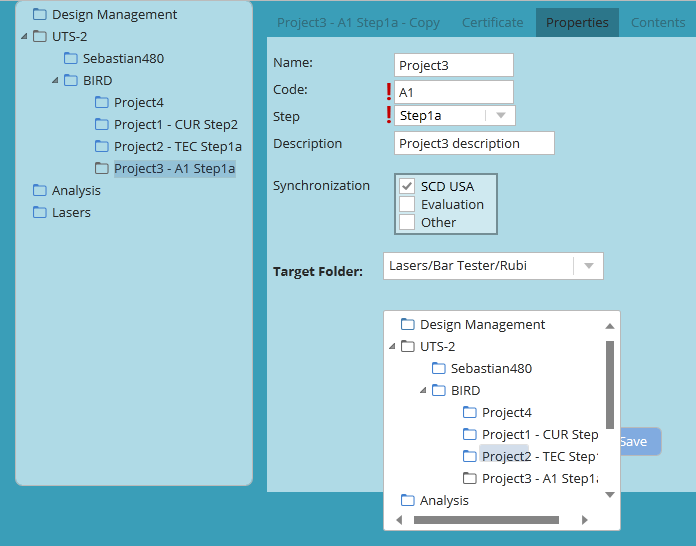 Design Management
UTS-2
Sebastian480
BIRD
Project4
Project1 - CUR Step2
Project2 - TEC Step1a
Project3 - A1 Step1a
Analysis
Lasers
Project3 - A1 Step1a - Copy Certificate Properties Contents
Name: Project3
Code: ! A1
Step ! Step1a
Description Project3 description
Synchronization SCD USA
Evaluation
Other
Target Folder: Lasers/Bar Tester/Rubi
Design Management
UTS-2
Sebastian480
BIRD
Project4
Project1 - CUR Step
Project2 - TEC Step1
Project3 - A1 Step1a
Analysis
Save